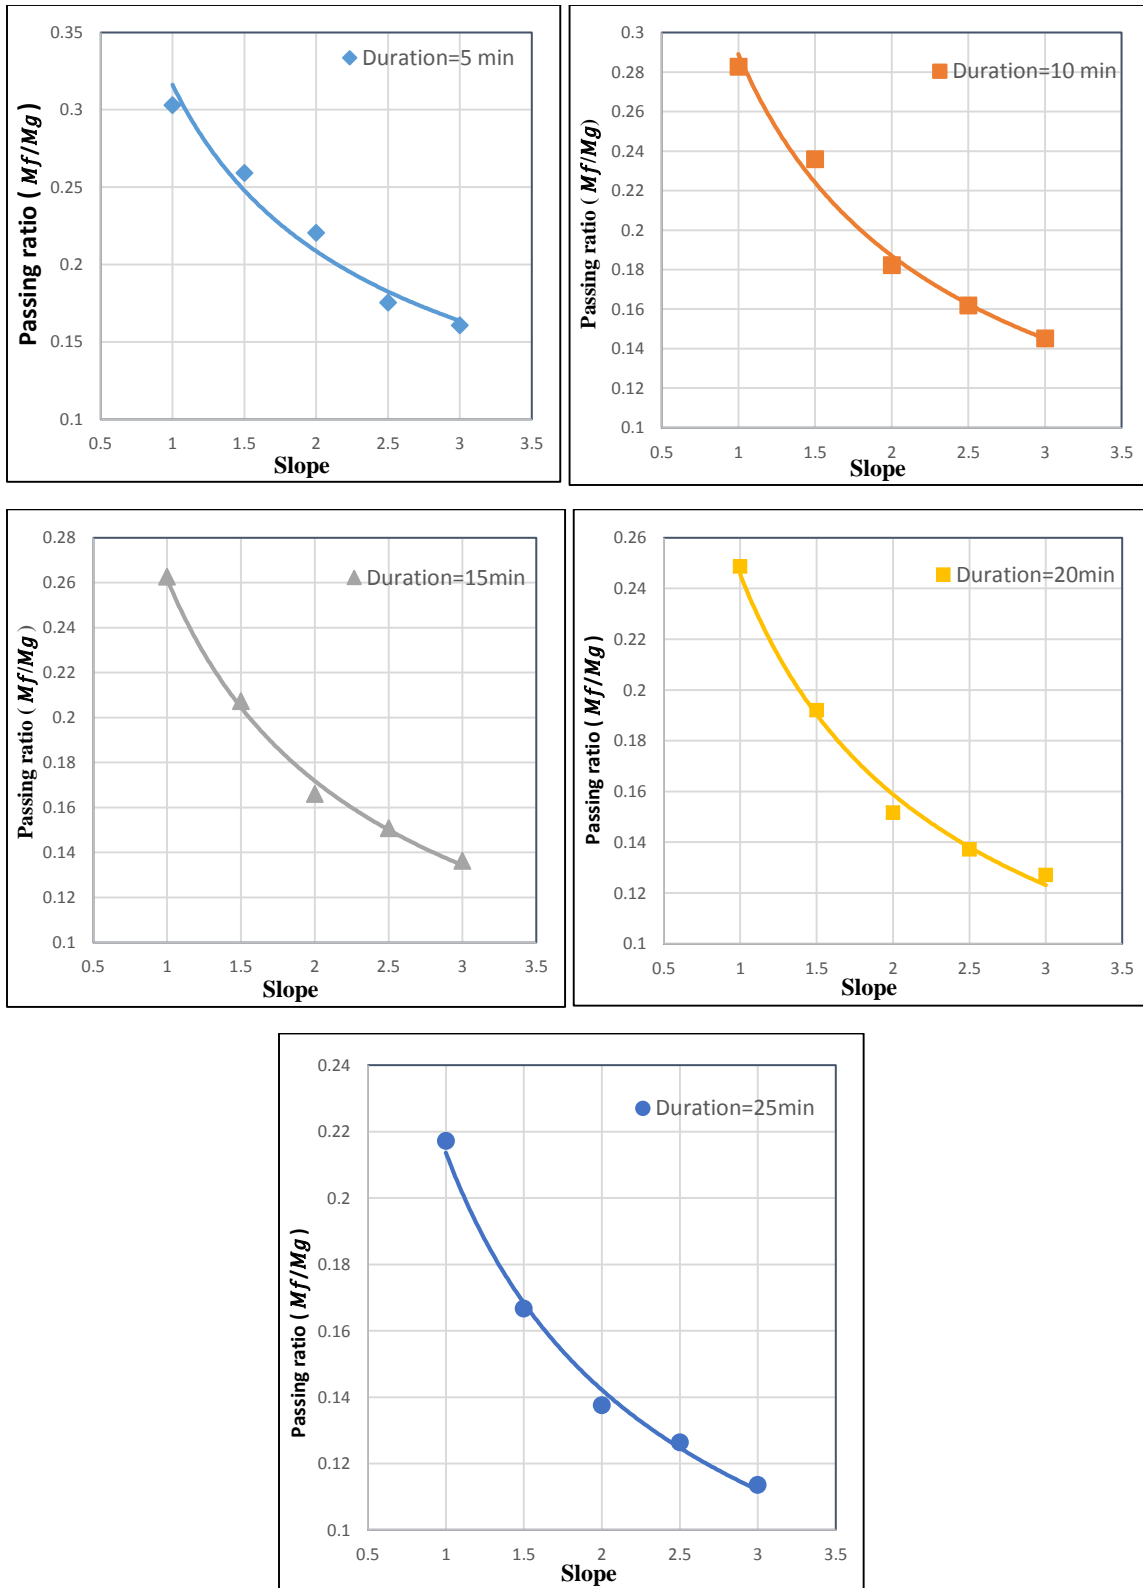 0.35
Duration=5 min
0.3
0.25
0.2
0.15
0.1
Passing ratio ( Mf/Mg)
0.5 1 1.5 2 2.5 3 3.5
Slope
0.3
Duration=10 min
0.28
0.26
0.24
0.22
0.2
0.18
0.16
0.14
0.12
0.1
Passing ratio ( Mf/Mg)
0.5 1 1.5 2 2.5 3 3.5
Slope
0.28
Duration=15min
0.26
0.24
0.22
0.2
0.18
0.16
0.14
0.12
0.1
Passing ratio ( Mf/Mg )
0.5 1 1.5 2 2.5 3 3.5
Slope
0.26
Duration=20min
0.24
0.22
0.2
0.18
0.16
0.14
0.12
0.1
Passing ratio ( Mf/Mg)
0.5 1 1.5 2 2.5 3 3.5
Slope
0.24
Duration=25min
0.22
0.2
0.18
0.16
0.14
0.12
0.1
Passing ratio ( Mf/Mg)
0.5 1 1.5 2 2.5 3 3.5
Slope